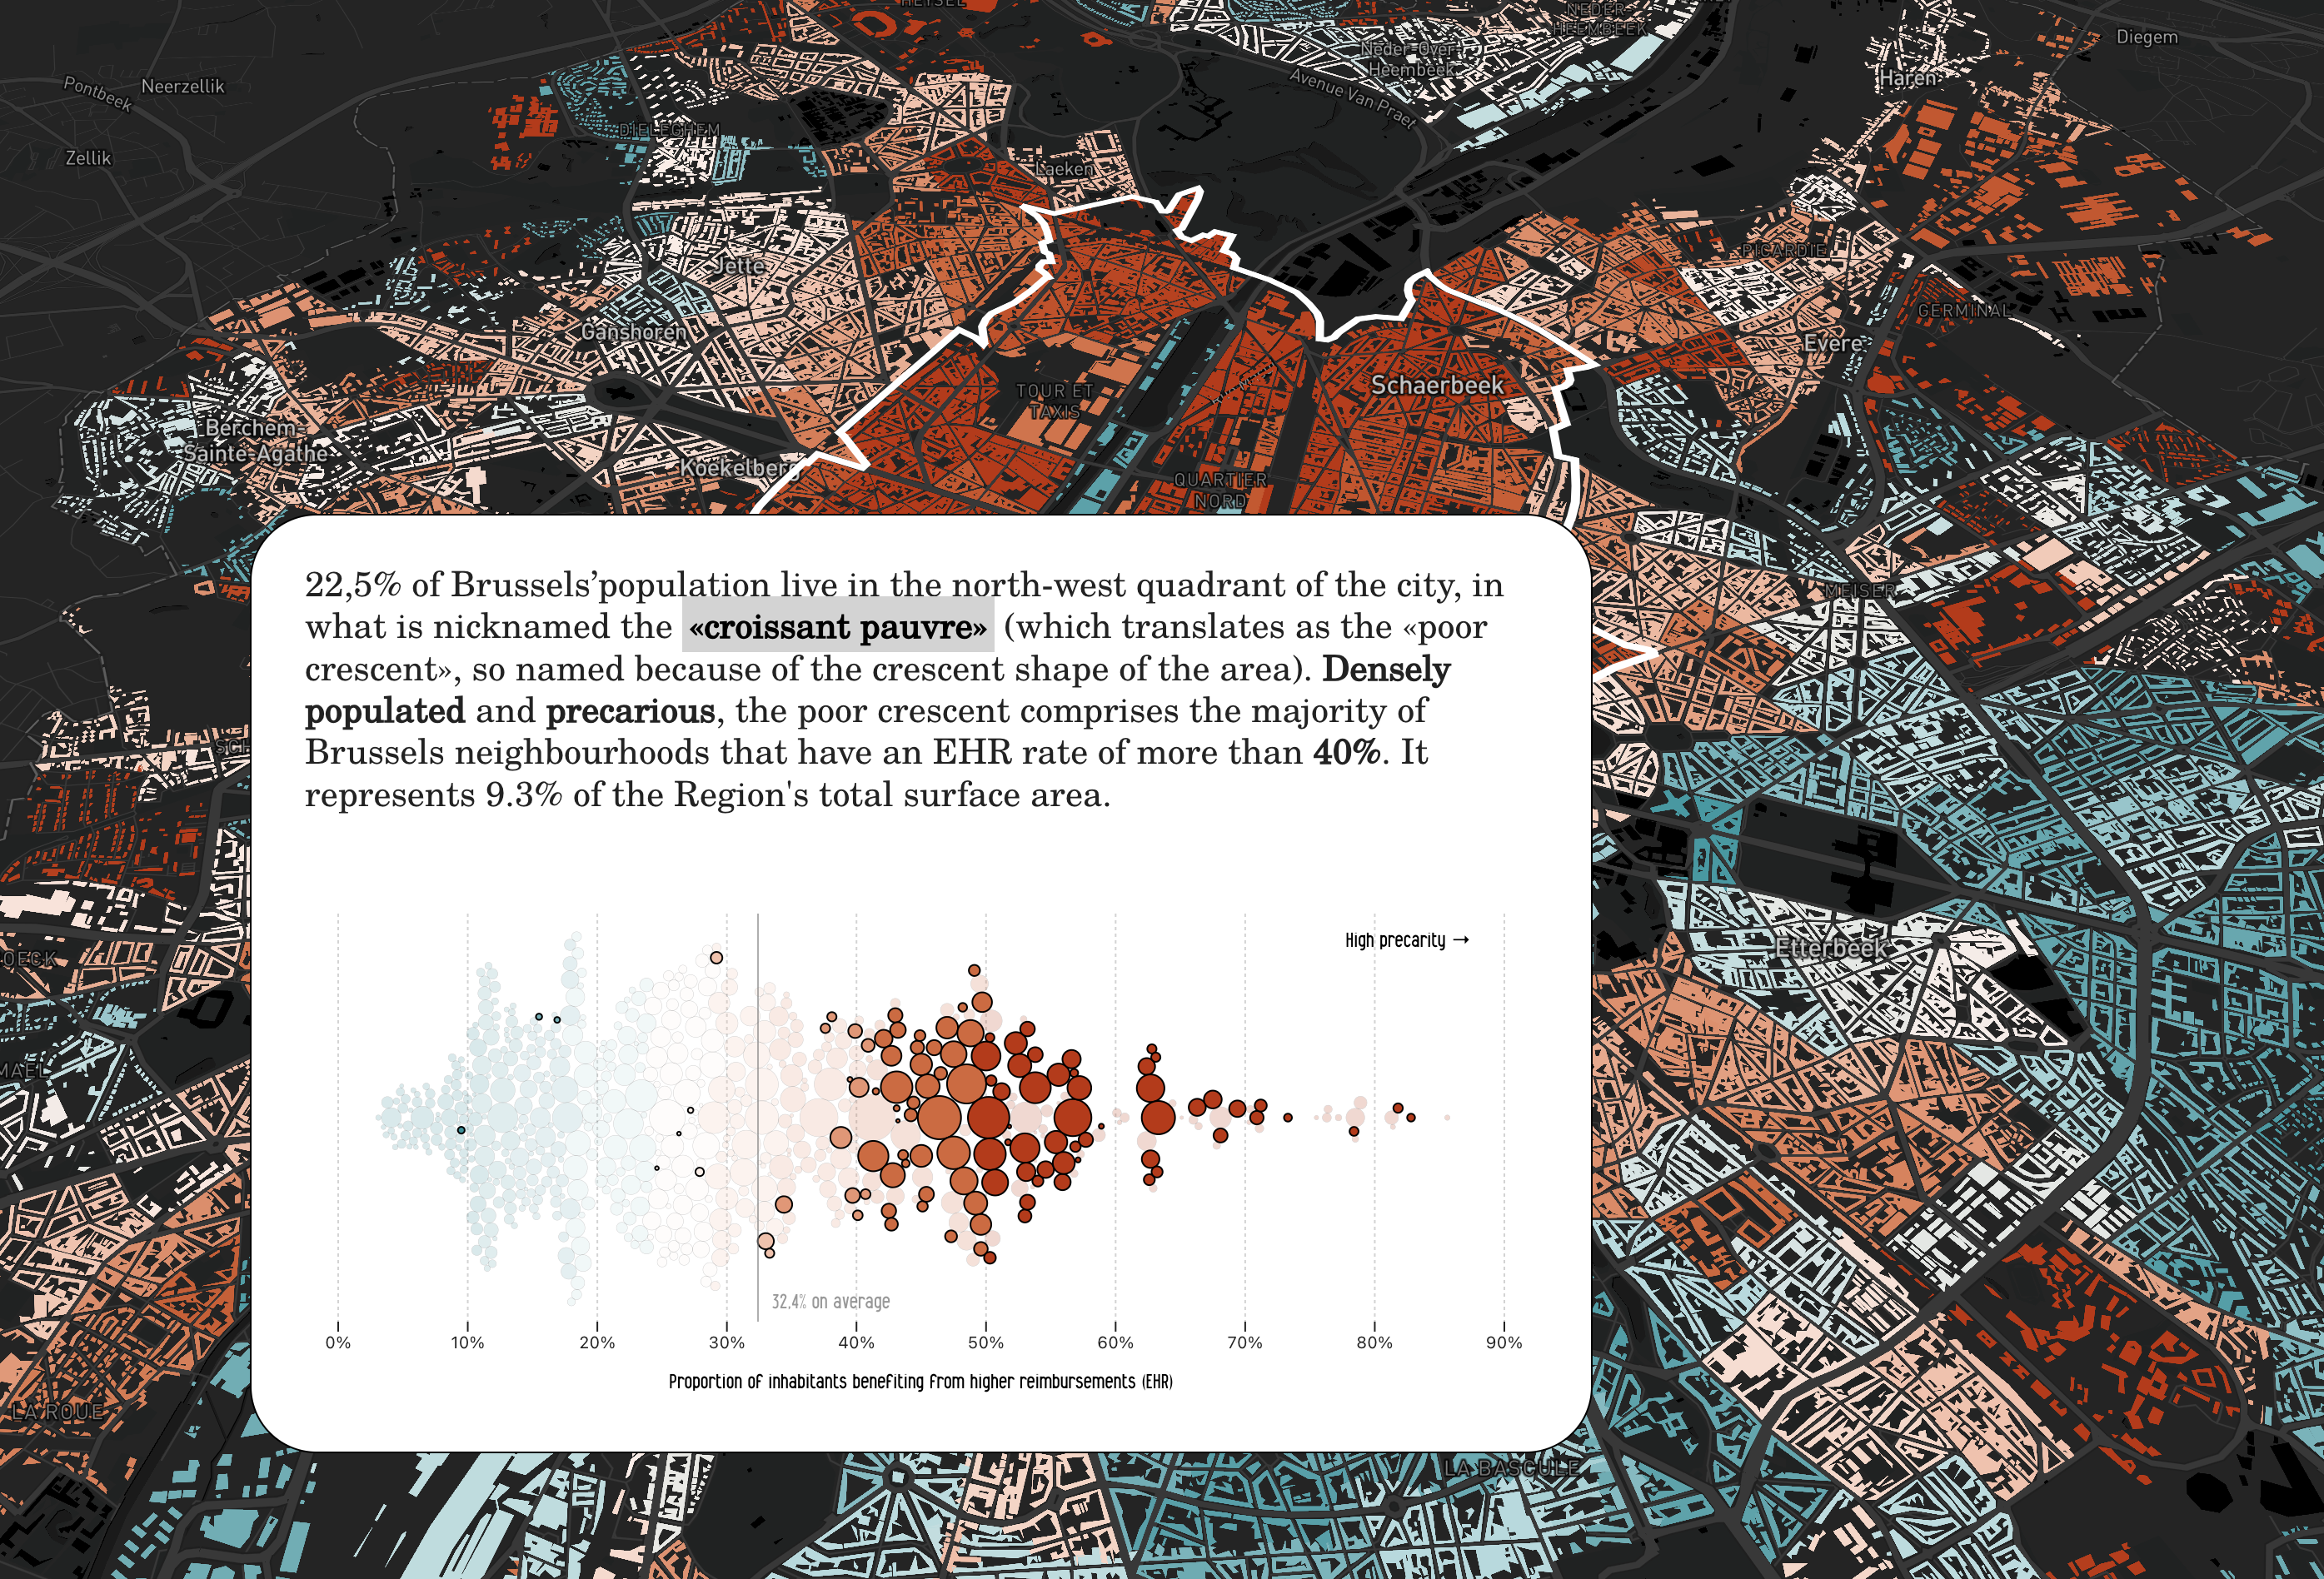 HEYSEL
NEDER-
HEEMBEEK
Neder-Over-
Heembeek
Diegem
Haren
Pontbeek
Neerzellik
Avenue Van Praet
DIELEGHEM
Zellik
Laeken
PICARDIE
Jette
GERMINAL
Ganshoren
Evere
TOUR ET
TAXIS
Schaerbeek
Berchem-
Sainte-Agathe
Koekelberg
QUARTIER
NORD
MEISER
22,5% of Brussels’population live in the north-west quadrant of the city, in
what is nicknamed the «croissant pauvre» (which translates as the «poor
crescent», so named because of the crescent shape of the area). Densely
populated and precarious, the poor crescent comprises the majority of
Brussels neighbourhoods that have an EHR rate of more than 40%. It
represents 9.3% of the Region's total surface area.
SCH
OECK
MAEL
Etterbeek
High precarity →
32,4% on average
0% 10% 20% 30% 40% 50% 60% 70% 80% 90%
Proportion of inhabitants benefiting from higher reimbursements (EHR)
LA ROUE
LA BASCULE